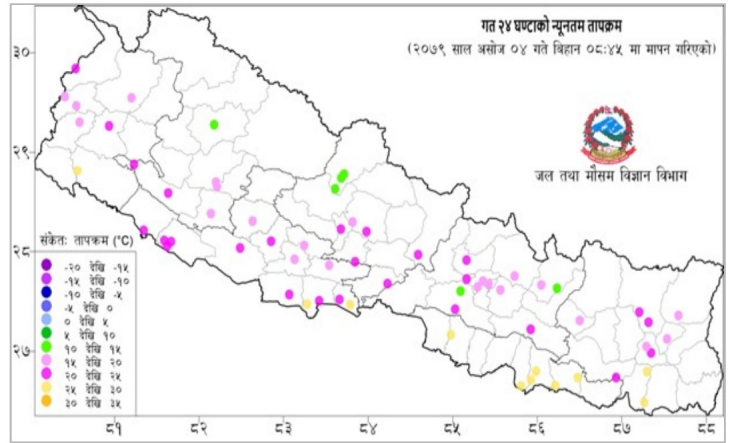 गत २४ घण्टाको न्यूनतम तापक्रम
(२०७९ साल असोज ०४ गते बिहान ०८:४५ मा मापन गरिएको)
जल तथा मौसम विज्ञान विभाग
३०
२९
२८
२७
संकेतः तापक्रम (°C)
-२० देखि -१५
-१५ देखि -१०
-१० देखि -५
-५ देखि ०
० देखि ५
५ देखि १०
१० देखि १५
१५ देखि २०
२० देखि २५
२५ देखि ३०
३० देखि ३५
८१ ८२ ८३ ८४ ८५ ८६ ८७ ८८